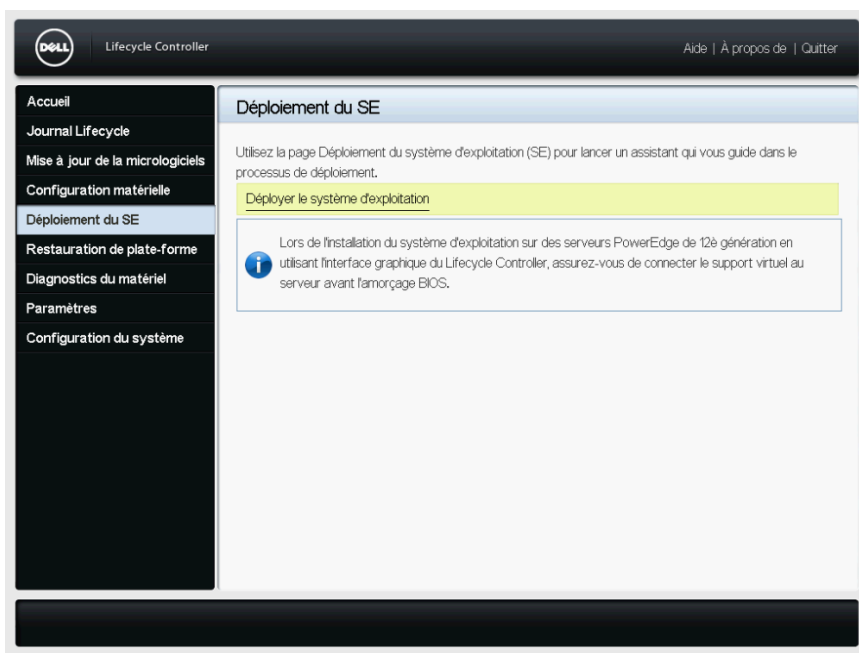 DELL
Lifecycle Controller
Aide | À propos de | Quitter
Accueil
Journal Lifecycle
Mise à jour de la micrologiciels
Configuration matérielle
Déploiement du SE
Restauration de plate-forme
Diagnostics du matériel
Paramètres
Configuration du système
Déploiement du SE
Utilisez la page Déploiement du système d'exploitation (SE) pour lancer un assistant qui vous guide dans le
processus de déploiement.
Déployer le système d'exploitation
Lors de l'installation du système d'exploitation sur des serveurs PowerEdge de 12è génération en
utilisant l'interface graphique du Lifecycle Controller, assurez-vous de connecter le support virtuel au
serveur avant l'amorçage BIOS.